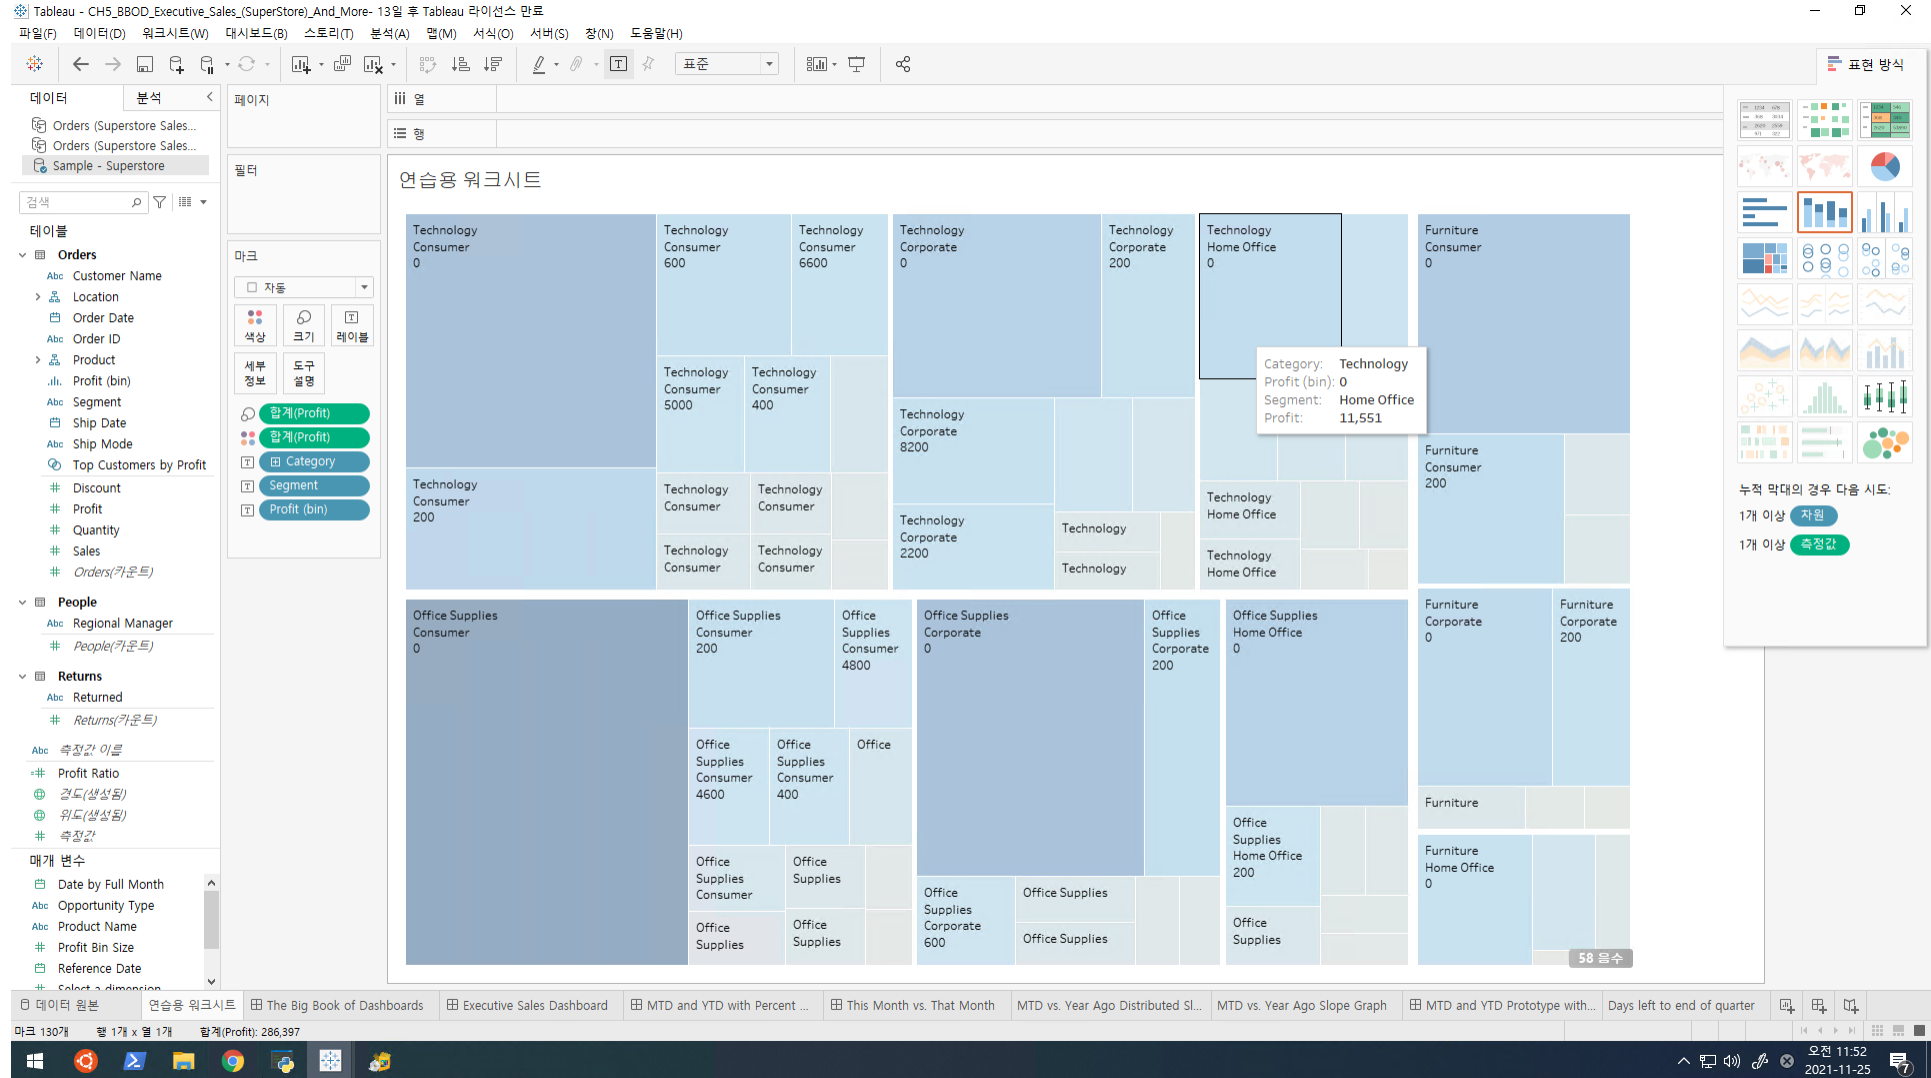 Tableau - CH5_BBOD_Executive_Sales_(SuperStore)_And_More- 13일 후 Tableau 라이선스 만료
파일(F) 데이터(D) 워크시트(W) 대시보드(B) 스토리(T) 분석(A) 맵(M) 서식(O) 서버(S) 창(N) 도움말(H)
표준
표현 방식
데이터 분석
Orders (Superstore Sales...
Orders (Superstore Sales...
Sample - Superstore
검색
테이블
Orders
Abc Customer Name
Location
Order Date
Abc Order ID
Product
Profit (bin)
Abc Segment
Ship Date
Abc Ship Mode
Top Customers by Profit
Discount
Profit
Quantity
Sales
Orders(카운트)
People
Abc Regional Manager
People(카운트)
Returns
Abc Returned
Returns(카운트)
Abc 측정값 이름
Profit Ratio
경도(생성됨)
위도(생성됨)
측정값
매개 변수
Date by Full Month
Abc Opportunity Type
Abc Product Name
Profit Bin Size
Reference Date
Select a dimension
페이지
필터
마크
자동
색상 크기 레이블
세부 정보
도구 설명
합계(Profit)
합계(Profit)
Category
Segment
Profit (bin)
열
행
연습용 워크시트
Technology
Consumer
0
Technology
Consumer
600
Technology
Consumer
6600
Technology
Consumer
5000
Technology
Consumer
400
Technology
Consumer
200
Technology
Consumer
Technology
Consumer
Technology
Consumer
Technology
Consumer
Technology
Corporate
0
Technology
Corporate
200
Technology
Corporate
8200
Technology
Corporate
2200
Technology
Technology
Technology
Home Office
0
Category: Technology
Profit (bin): 0
Segment: Home Office
Profit: 11,551
Technology
Home Office
Technology
Home Office
Furniture
Consumer
0
Furniture
Consumer
200
Office Supplies
Consumer
0
Office Supplies
Consumer
200
Office
Supplies
Consumer
4800
Office
Supplies
Consumer
4600
Office
Supplies
Consumer
400
Office
Office
Supplies
Consumer
Office
Supplies
Office
Supplies
Office
Supplies
Office Supplies
Corporate
0
Office
Supplies
Corporate
200
Office
Supplies
Corporate
600
Office Supplies
Office Supplies
Office Supplies
Home Office
0
Office
Supplies
Home Office
200
Office
Supplies
Furniture
Corporate
0
Furniture
Corporate
200
Furniture
Furniture
Home Office
0
58 음수
누적 막대의 경우 다음 시도:
1개 이상 차원
1개 이상 측정값
데이터 원본 연습용 워크시트 The Big Book of Dashboards Executive Sales Dashboard MTD and YTD with Percent ... This Month vs. That Month MTD vs. Year Ago Distributed Sl... MTD vs. Year Ago Slope Graph MTD and YTD Prototype with... Days left to end of quarter
마크 130개 행 1개 x 열 1개 합계(Profit): 286,397
오전 11:52
2021-11-25
7